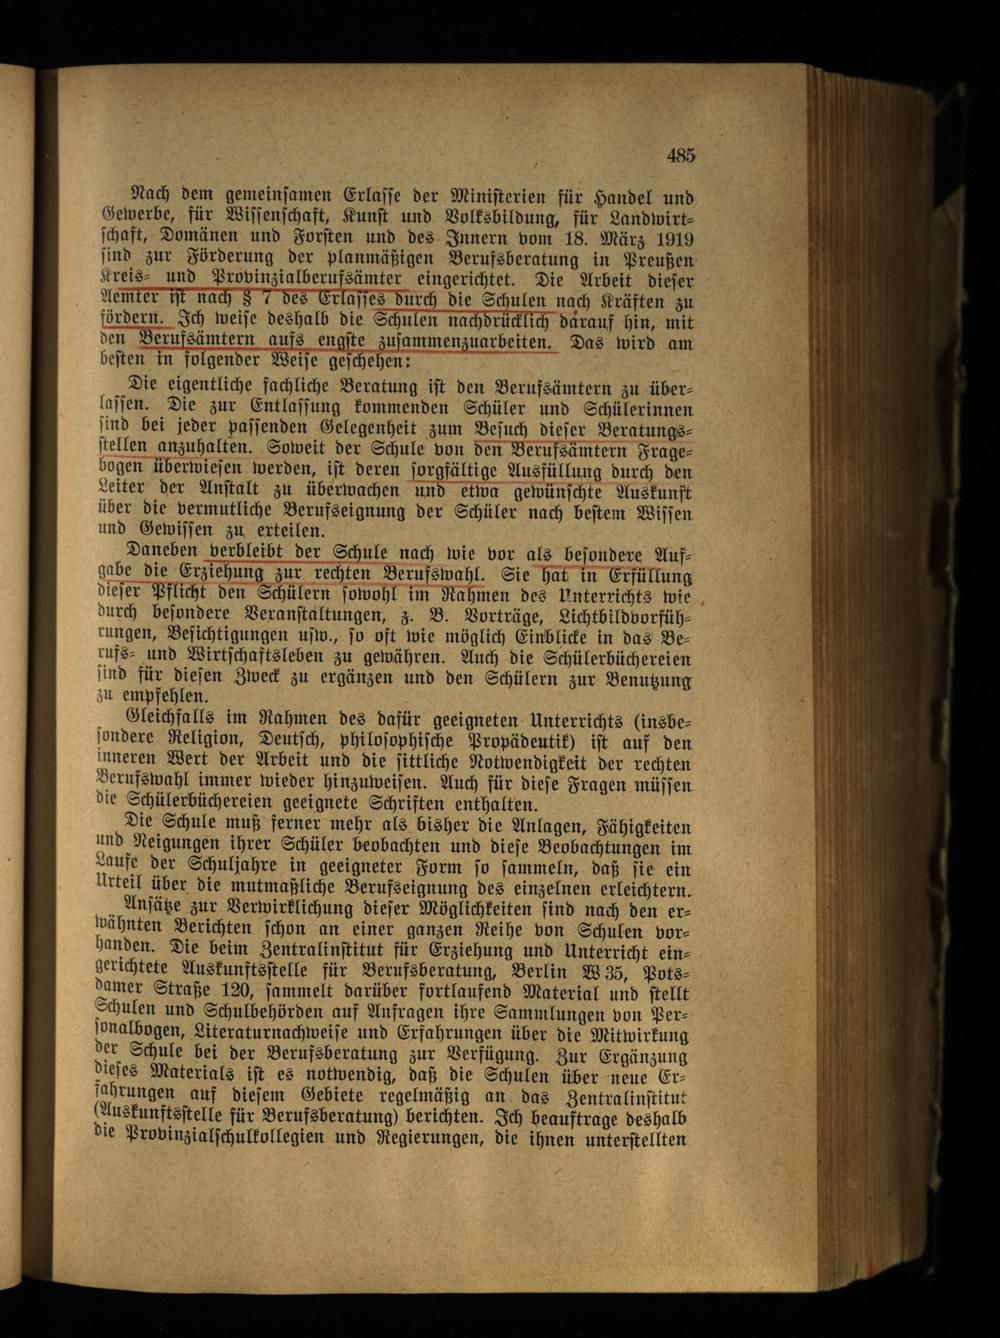 485
Nach dem gemeinsamen Erlasse der Ministerien für Handel und
Gewerbe, für Wissenschaft, Kunst und Volksbildung, für Landwirt-
schaft, Domänen und Forsten und des Innern vom 18. März 1919
sind zur Förderung der planmäßigen Berufsberatung in Preußen
Kreis- und Provinzialberufsämter eingerichtet. Die Arbeit dieser
Aemter ist nach § 7 des Erlasses durch die Schulen nach Kräften zu
fördern. Ich weise deshalb die Schulen nachdrücklich darauf hin, mit
den Berufsämtern aufs engste zusammenzuarbeiten. Das wird am
besten in folgender Weise geschehen:
Die eigentliche fachliche Beratung ist den Berufsämtern zu über-
lassen. Die zur Entlassung kommenden Schüler und Schülerinnen
sind bei jeder passenden Gelegenheit zum Besuch dieser Beratungs-
stellen anzuhalten. Soweit der Schule von den Berufsämtern Frage-
bogen überwiesen werden, ist deren sorgfältige Ausfüllung durch den
Leiter der Anstalt zu überwachen und etwa gewünschte Auskunft
über die vermutliche Berufseignung der Schüler nach bestem Wissen
und Gewissen zu erteilen.
Daneben verbleibt der Schule nach wie vor als besondere Auf-
gabe die Erziehung zur rechten Berufswahl. Sie hat in Erfüllung
dieser Pflicht den Schülern sowohl im Rahmen des Unterrichts wie
durch besondere Veranstaltungen, z. B. Vorträge, Lichtbildvorfüh-
rungen, Besichtigungen usw., so oft wie möglich Einblicke in das Be-
rufs- und Wirtschaftsleben zu gewähren. Auch die Schülerbüchereien
sind für diesen Zweck zu ergänzen und den Schülern zur Benutzung
zu empfehlen.
Gleichfalls im Rahmen des dafür geeigneten Unterrichts (insbe-
sondere Religion, Deutsch, philosophische Propädeutik) ist auf den
inneren Wert der Arbeit und die sittliche Notwendigkeit der rechten
Berufswahl immer wieder hinzuweisen. Auch für diese Fragen müssen
die Schülerbüchereien geeignete Schriften enthalten.
Die Schule muß ferner mehr als bisher die Anlagen, Fähigkeiten
und Neigungen ihrer Schüler beobachten und diese Beobachtungen im
Laufe der Schuljahre in geeigneter Form so sammeln, daß sie ein
Urteil über die mutmaßliche Berufseignung des einzelnen erleichtern.
Ansätze zur Verwirklichung dieser Möglichkeiten sind nach den er-
wähnten Berichten schon an einer ganzen Reihe von Schulen vor-
handen. Die beim Zentralinstitut für Erziehung und Unterricht ein-
gerichtete Auskunftsstelle für Berufsberatung, Berlin W 35, Pots-
damer Straße 120, sammelt darüber fortlaufend Material und stellt
Schulen und Schulbehörden auf Anfragen ihre Sammlungen von Per-
sonalbogen, Literaturnachweise und Erfahrungen über die Mitwirkung
der Schule bei der Berufsberatung zur Verfügung. Zur Ergänzung
dieses Materials ist es notwendig, daß die Schulen über neue Er-
fahrungen auf diesem Gebiete regelmäßig an das Zentralinstitut
(Auskunftsstelle für Berufsberatung) berichten. Ich beauftrage deshalb
die Provinzialschulkollegien und Regierungen, die ihnen unterstellten